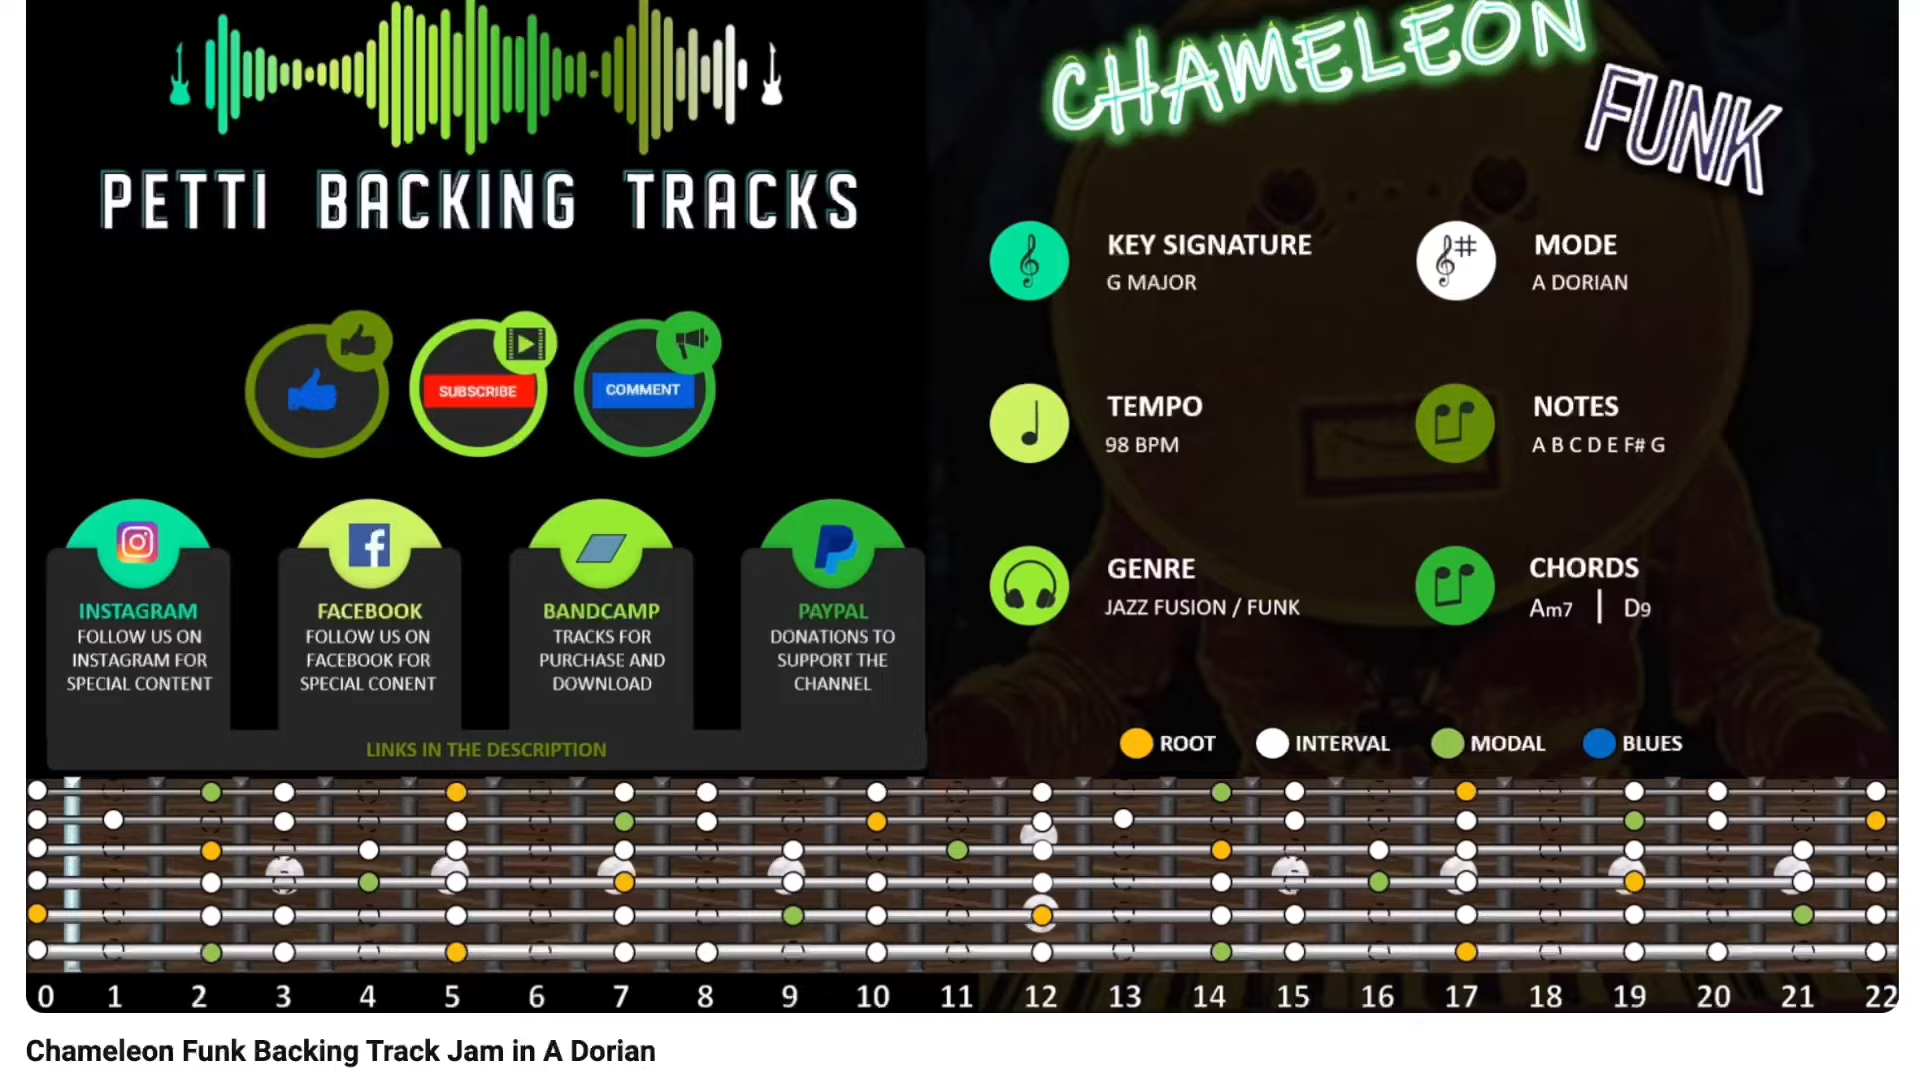 CHAMELEON
FUNK
PETTI BACKING TRACKS
KEY SIGNATURE
G MAJOR
MODE
A DORIAN
TEMPO
98 BPM
NOTES
A B C D E F# G
GENRE
JAZZ FUSION / FUNK
CHORDS
Am7 | D9
SUBSCRIBE
COMMENT
INSTAGRAM
FOLLOW US ON
INSTAGRAM FOR
SPECIAL CONTENT
FACEBOOK
FOLLOW US ON
FACEBOOK FOR
SPECIAL CONENT
BANDCAMP
TRACKS FOR
PURCHASE AND
DOWNLOAD
PAYPAL
DONATIONS TO
SUPPORT THE
CHANNEL
LINKS IN THE DESCRIPTION
ROOT INTERVAL MODAL BLUES
0 1 2 3 4 5 6 7 8 9 10 11 12 13 14 15 16 17 18 19 20 21 22
Chameleon Funk Backing Track Jam in A Dorian